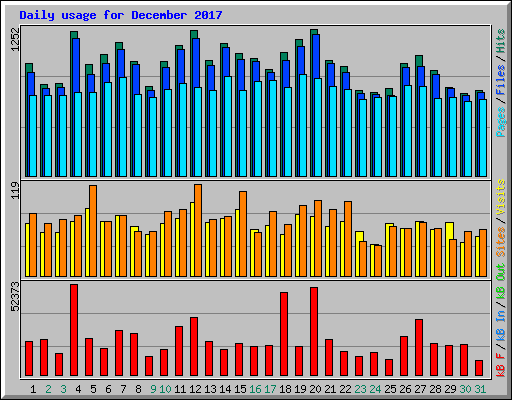 Daily usage for December 2017
1252
Pages / Files / Hits
119
Sites / Visits
52373
kB F / kB In / kB Out
1 2 3 4 5 6 7 8 9 10 11 12 13 14 15 16 17 18 19 20 21 22 23 24 25 26 27 28 29 30 31